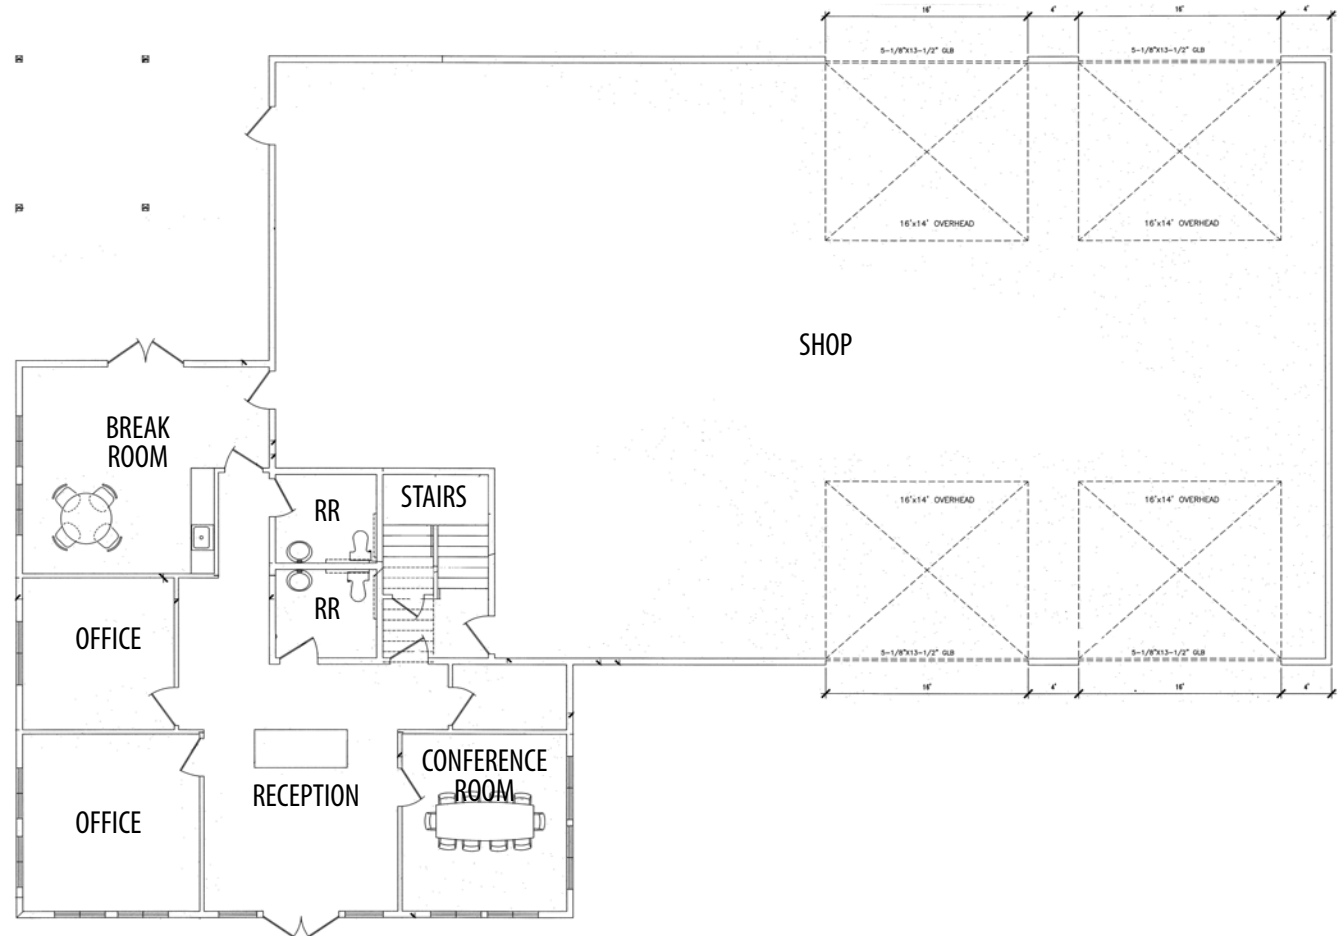 16' 4' 16' 4'
5-1/8"X13-1/2" GLB 5-1/8"X13-1/2" GLB
16'x14' OVERHEAD 16'x14' OVERHEAD
SHOP
BREAK
ROOM
STAIRS
RR
16'x14' OVERHEAD 16'x14' OVERHEAD
RR
OFFICE
5-1/8"X13-1/2" GLB 5-1/8"X13-1/2" GLB
16' 4' 16' 4'
CONFERENCE
ROOM
RECEPTION
OFFICE